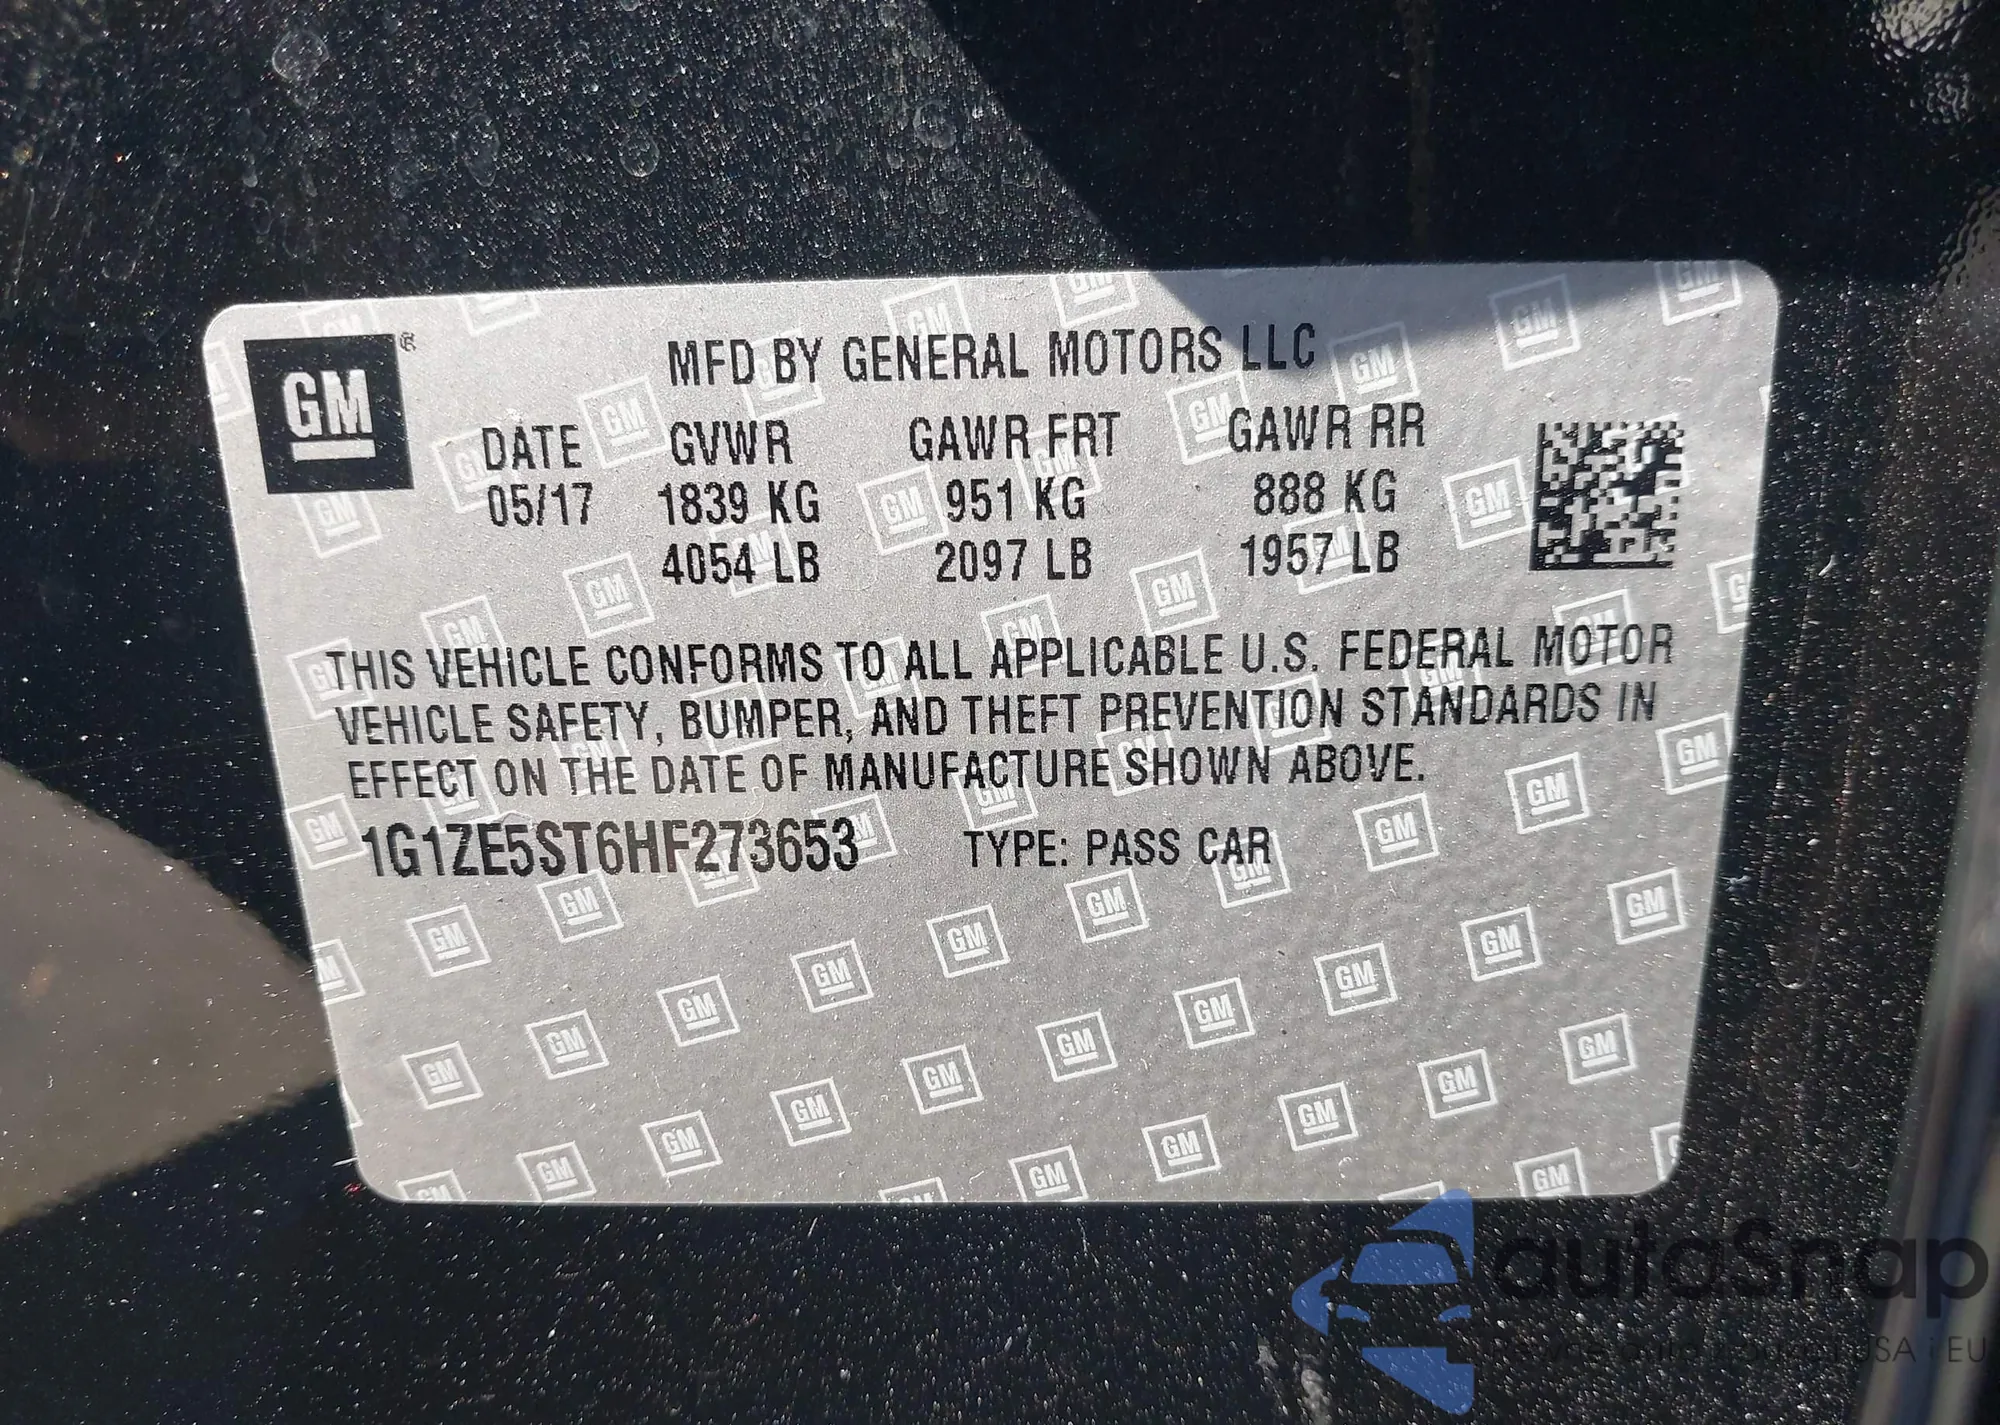 GM ®
MFD BY GENERAL MOTORS LLC
DATE GVWR GAWR FRT GAWR RR
05/17 1839 KG 951 KG 888 KG
4054 LB 2097 LB 1957 LB
THIS VEHICLE CONFORMS TO ALL APPLICABLE U.S. FEDERAL MOTOR
VEHICLE SAFETY, BUMPER, AND THEFT PREVENTION STANDARDS IN
EFFECT ON THE DATE OF MANUFACTURE SHOWN ABOVE.
1G1ZE5ST6HF273653 TYPE: PASS CAR
autoSnap
USA i EU